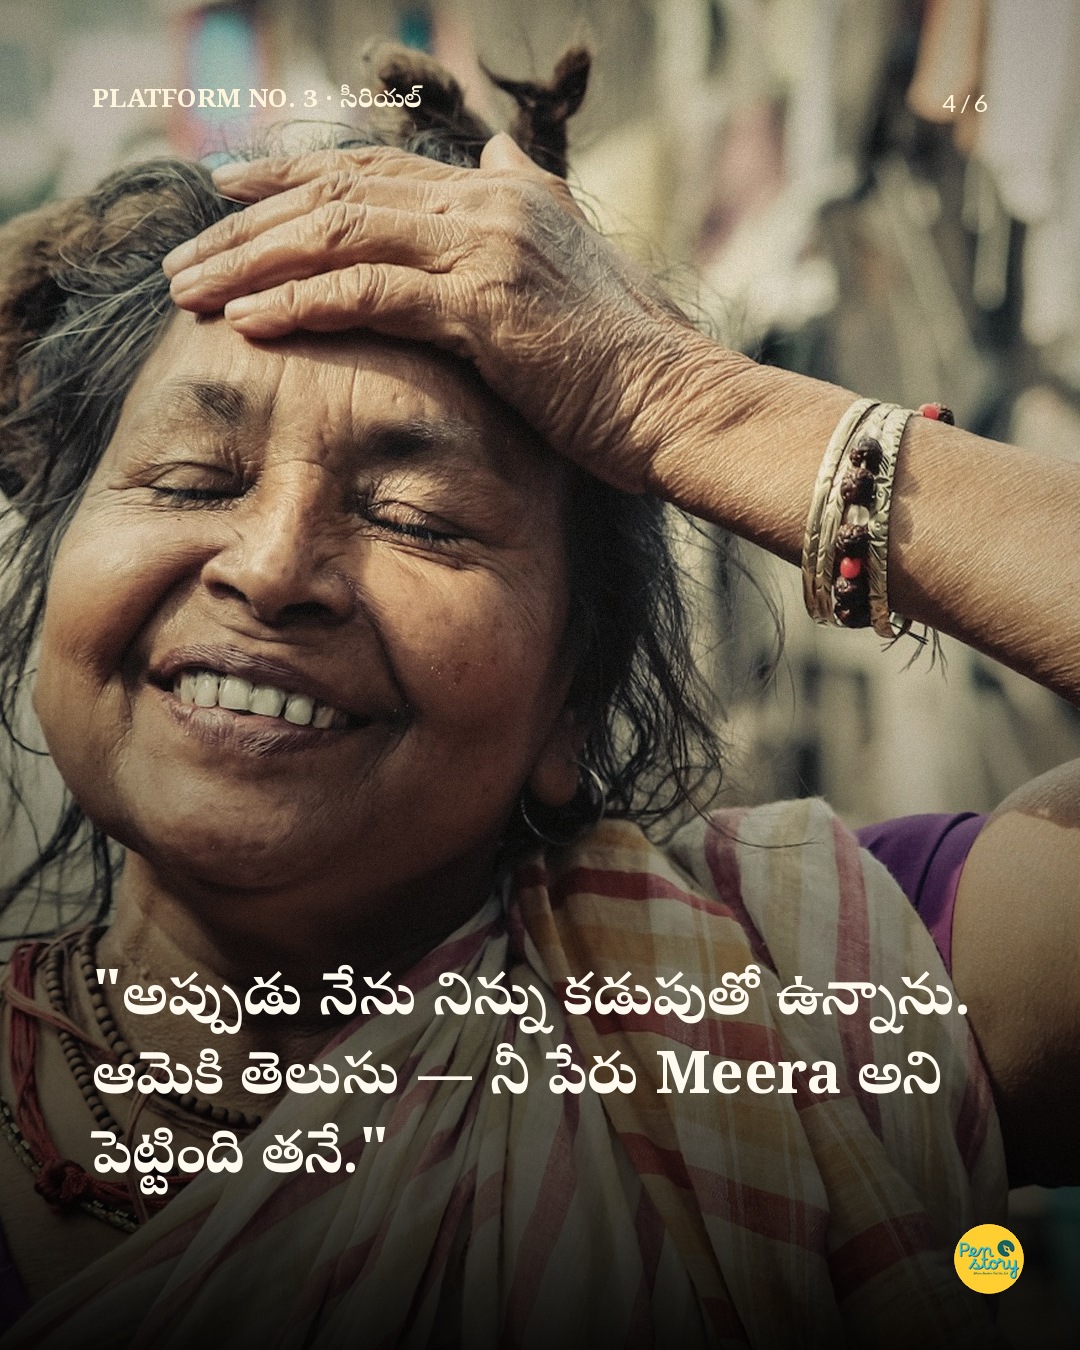 PLATFORM NO. 3 · సీరియల్
4/6
"అప్పుడు నేను నిన్ను కడుపుతో ఉన్నాను.
ఆమెకి తెలుసు — నీ పేరు Meera అని
పెట్టింది తనే."
Pen
story